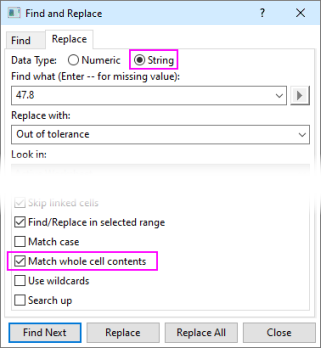 Find and Replace ?
Find Replace
Data Type: Numeric String
Find what (Enter -- for missing value):
47.8
Replace with:
Out of tolerance
Look in:
Skip linked cells
Find/Replace in selected range
Match case
Match whole cell contents
Use wildcards
Search up
Find Next Replace Replace All Close